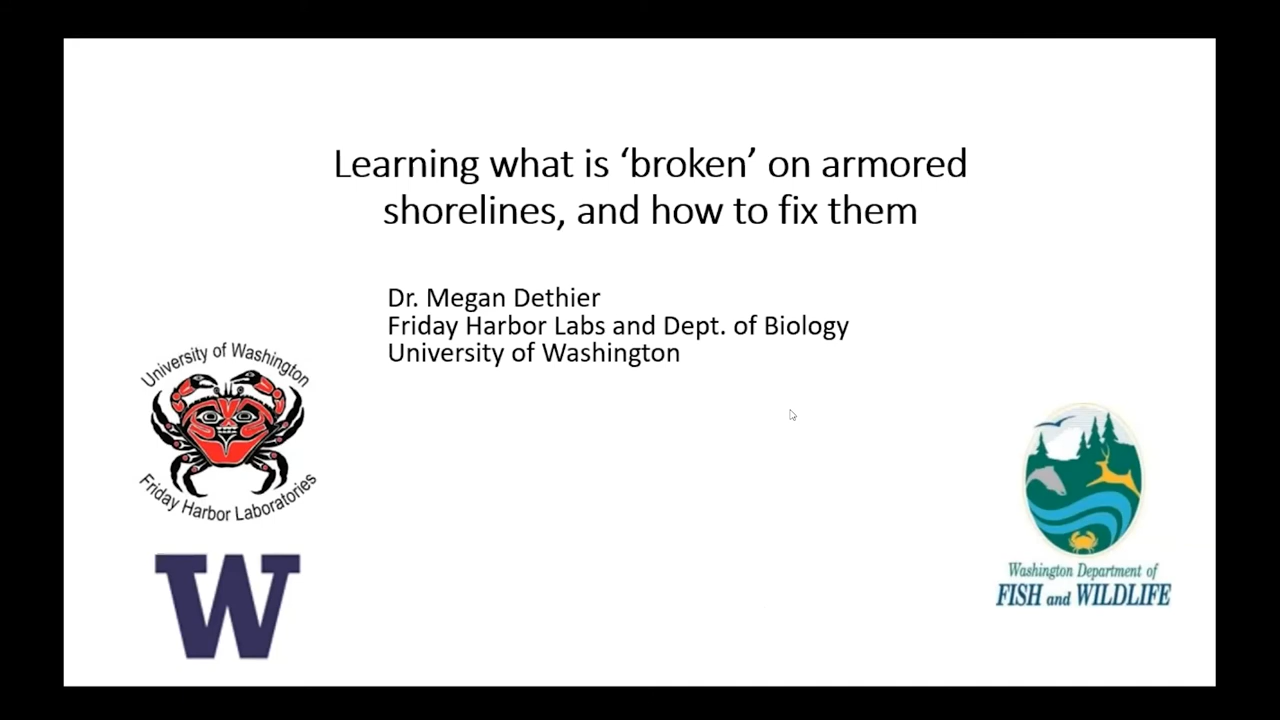 Learning what is ‘broken’ on armored
shorelines, and how to fix them
Dr. Megan Dethier
Friday Harbor Labs and Dept. of Biology
University of Washington
University of Washington
Friday Harbor Laboratories
W
Washington Department of
FISH and WILDLIFE